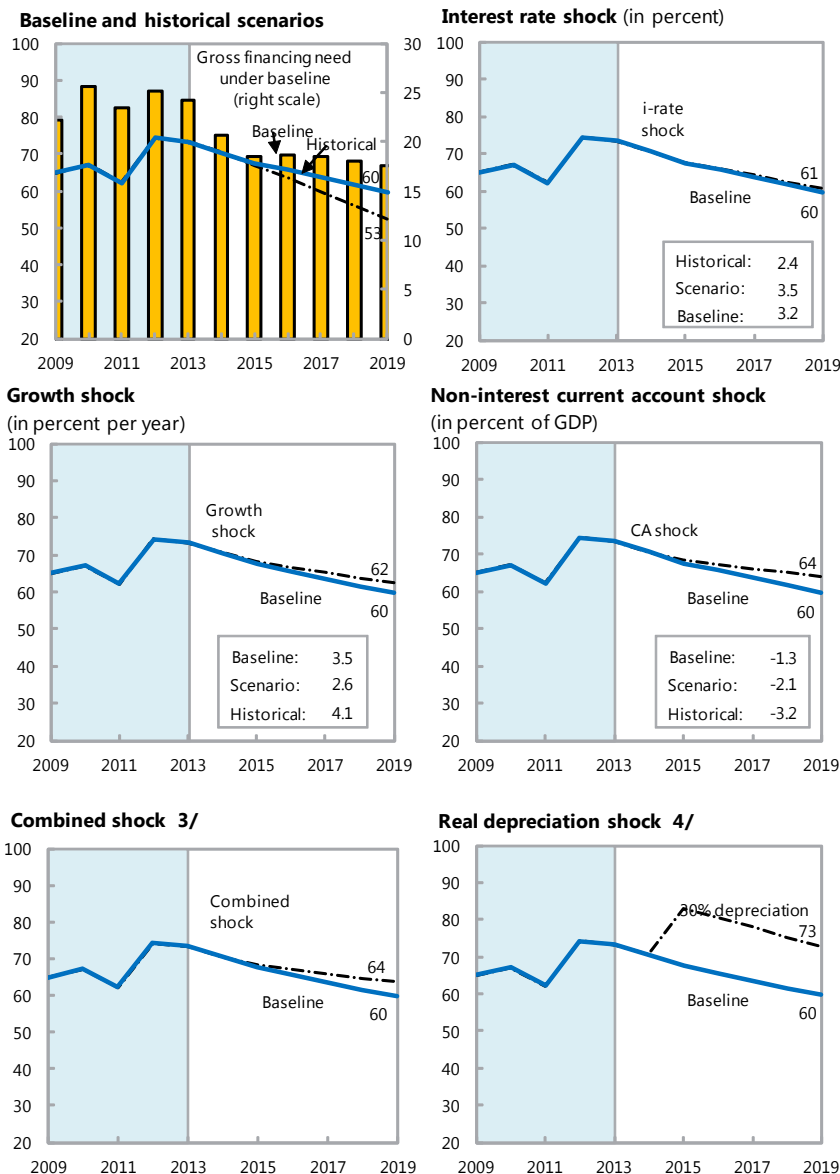 Baseline and historical scenarios
100
90
80
70
60
50
40
30
20
30
25
20
15
10
5
0
Gross financing need
under baseline
(right scale)
Baseline
Historical
60
53
2009 2011 2013 2015 2017 2019
Interest rate shock (in percent)
100
90
80
70
60
50
40
30
20
i-rate
shock
61
Baseline
60
Historical: 2.4
Scenario: 3.5
Baseline: 3.2
2009 2011 2013 2015 2017 2019
Growth shock
(in percent per year)
100
90
80
70
60
50
40
30
20
Growth
shock
62
Baseline
60
Baseline: 3.5
Scenario: 2.6
Historical: 4.1
2009 2011 2013 2015 2017 2019
Non-interest current account shock
(in percent of GDP)
100
90
80
70
60
50
40
30
20
CA shock
64
Baseline
60
Baseline: -1.3
Scenario: -2.1
Historical: -3.2
2009 2011 2013 2015 2017 2019
Combined shock 3/
100
90
80
70
60
50
40
30
20
Combined
shock
64
Baseline
60
2009 2011 2013 2015 2017 2019
Real depreciation shock 4/
100
90
80
70
60
50
40
30
20
30% depreciation
73
Baseline
60
2009 2011 2013 2015 2017 2019